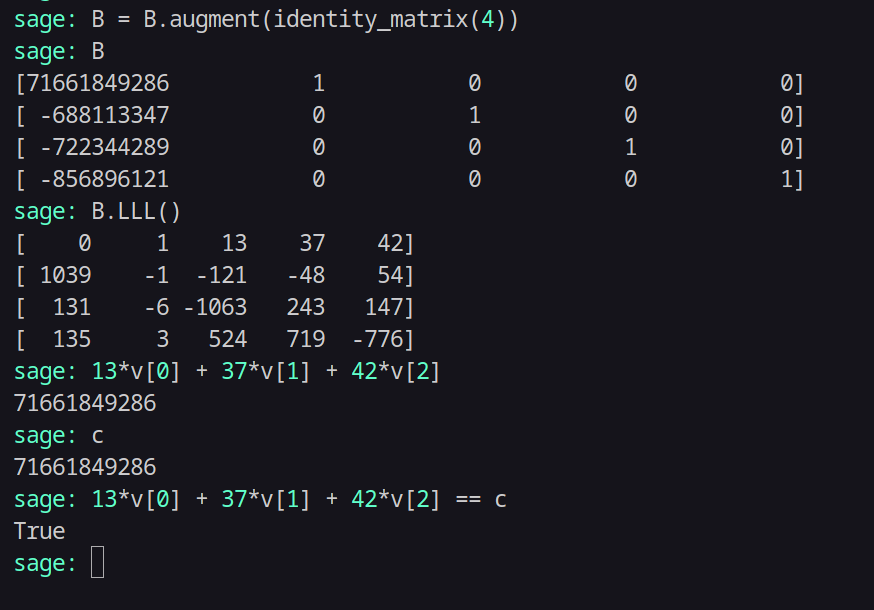 sage: B = B.augment(identity_matrix(4))
sage: B
[71661849286           1           0           0           0]
[ -688113347           0           1           0           0]
[ -722344289           0           0           1           0]
[ -856896121           0           0           0           1]
sage: B.LLL()
[    0     1    13    37    42]
[ 1039    -1  -121   -48    54]
[  131    -6 -1063   243   147]
[  135     3   524   719  -776]
sage: 13*v[0] + 37*v[1] + 42*v[2]
71661849286
sage: c
71661849286
sage: 13*v[0] + 37*v[1] + 42*v[2] == c
True
sage: